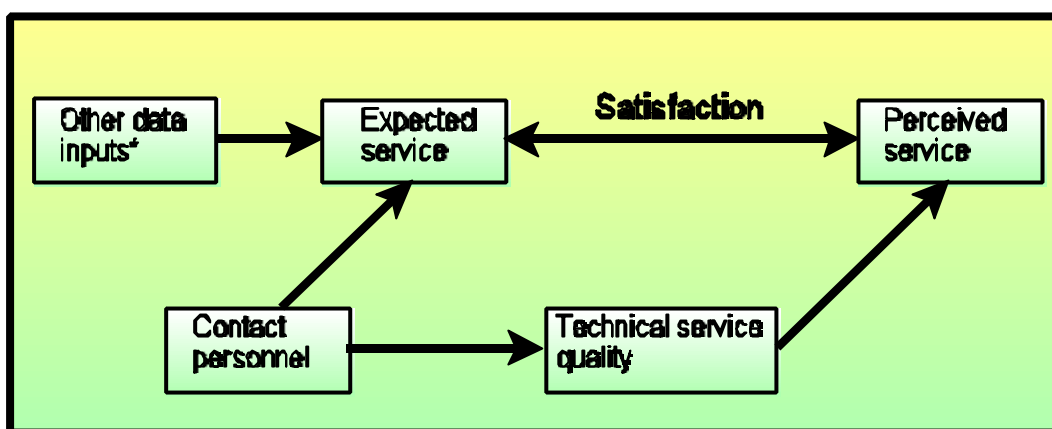 Other data
inputs*
Expected
service
Satisfaction
Perceived
service
Contact
personnel
Technical service
quality